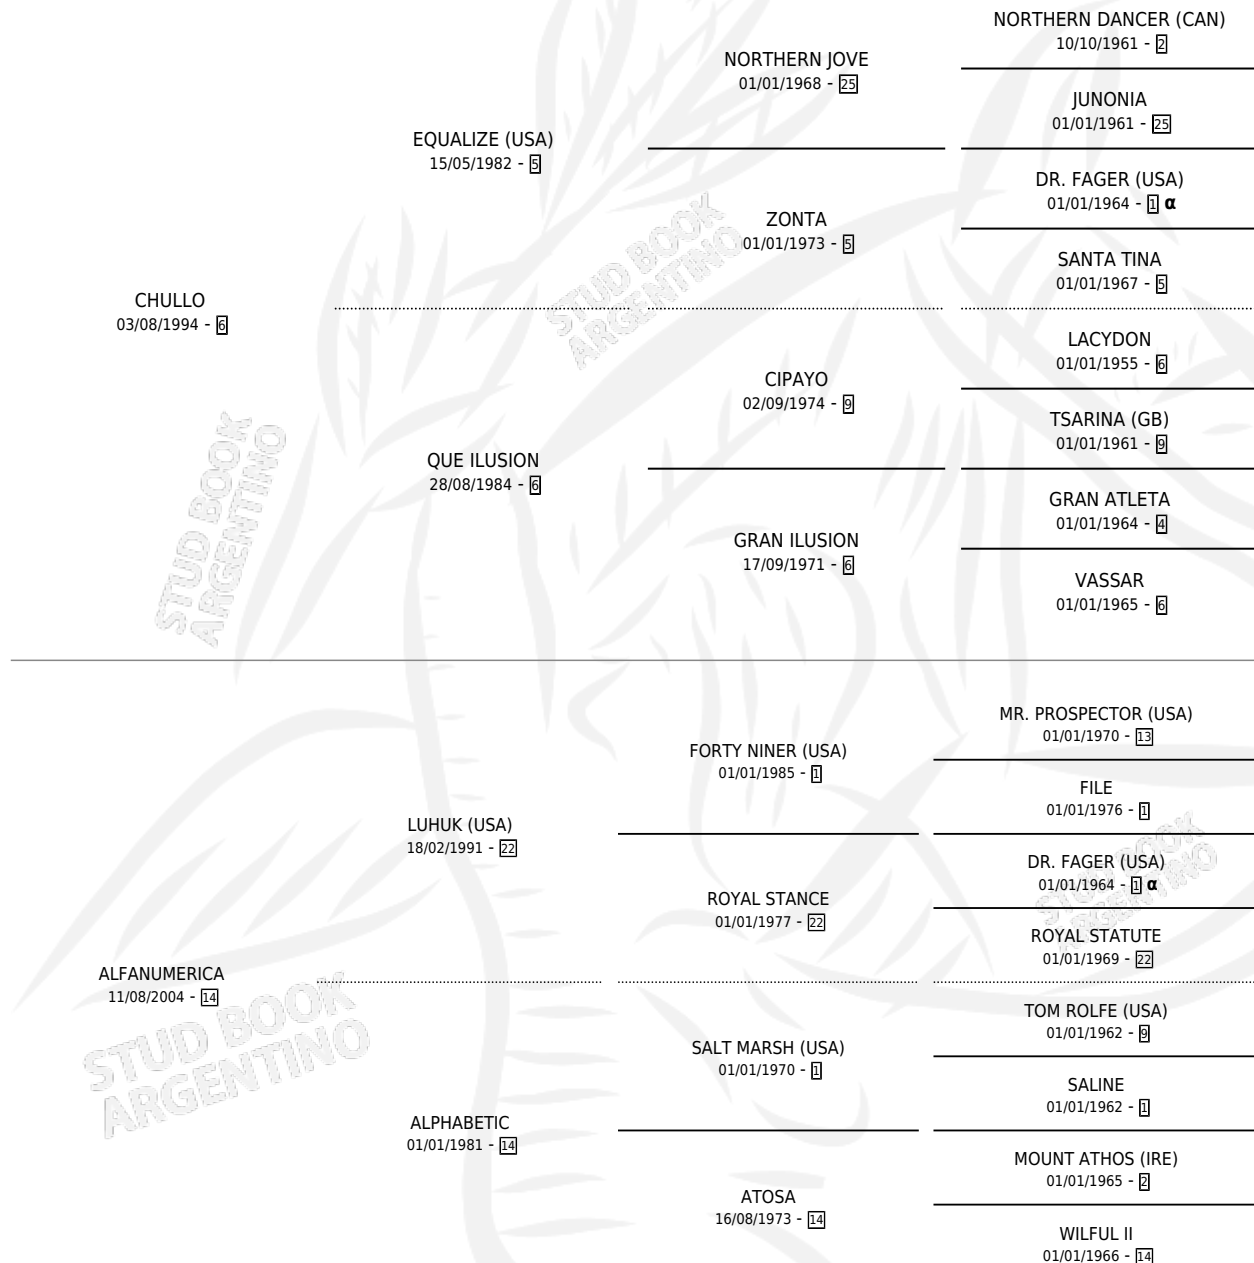 NORTHERN DANCER (CAN)
10/10/1961 - 2
NORTHERN JOVE
01/01/1968 - 25
JUNONIA
01/01/1961 - 25
EQUALIZE (USA)
15/05/1982 - 5
DR. FAGER (USA)
01/01/1964 - 1 α
ZONTA
01/01/1973 - 5
SANTA TINA
01/01/1967 - 5
CHULLO
03/08/1994 - 6
LACYDON
01/01/1955 - 6
CIPAYO
02/09/1974 - 9
TSARINA (GB)
01/01/1961 - 9
QUE ILUSION
28/08/1984 - 6
GRAN ATLETA
01/01/1964 - 4
GRAN ILUSION
17/09/1971 - 6
VASSAR
01/01/1965 - 6
STUD BOOK
ARGENTINO
STUD BOOK
ARGENTINO
MR. PROSPECTOR (USA)
01/01/1970 - 13
FORTY NINER (USA)
01/01/1985 - 1
FILE
01/01/1976 - 1
LUHUK (USA)
18/02/1991 - 22
DR. FAGER (USA)
01/01/1964 - 1 α
ROYAL STANCE
01/01/1977 - 22
ROYAL STATUTE
01/01/1969 - 22
ALFANUMERICA
11/08/2004 - 14
TOM ROLFE (USA)
01/01/1962 - 9
SALT MARSH (USA)
01/01/1970 - 1
SALINE
01/01/1962 - 1
ALPHABETIC
01/01/1981 - 14
MOUNT ATHOS (IRE)
01/01/1965 - 2
ATOSA
16/08/1973 - 14
WILFUL II
01/01/1966 - 14
STUD BOOK
ARGENTINO
STUD BOOK
ARGENTINO